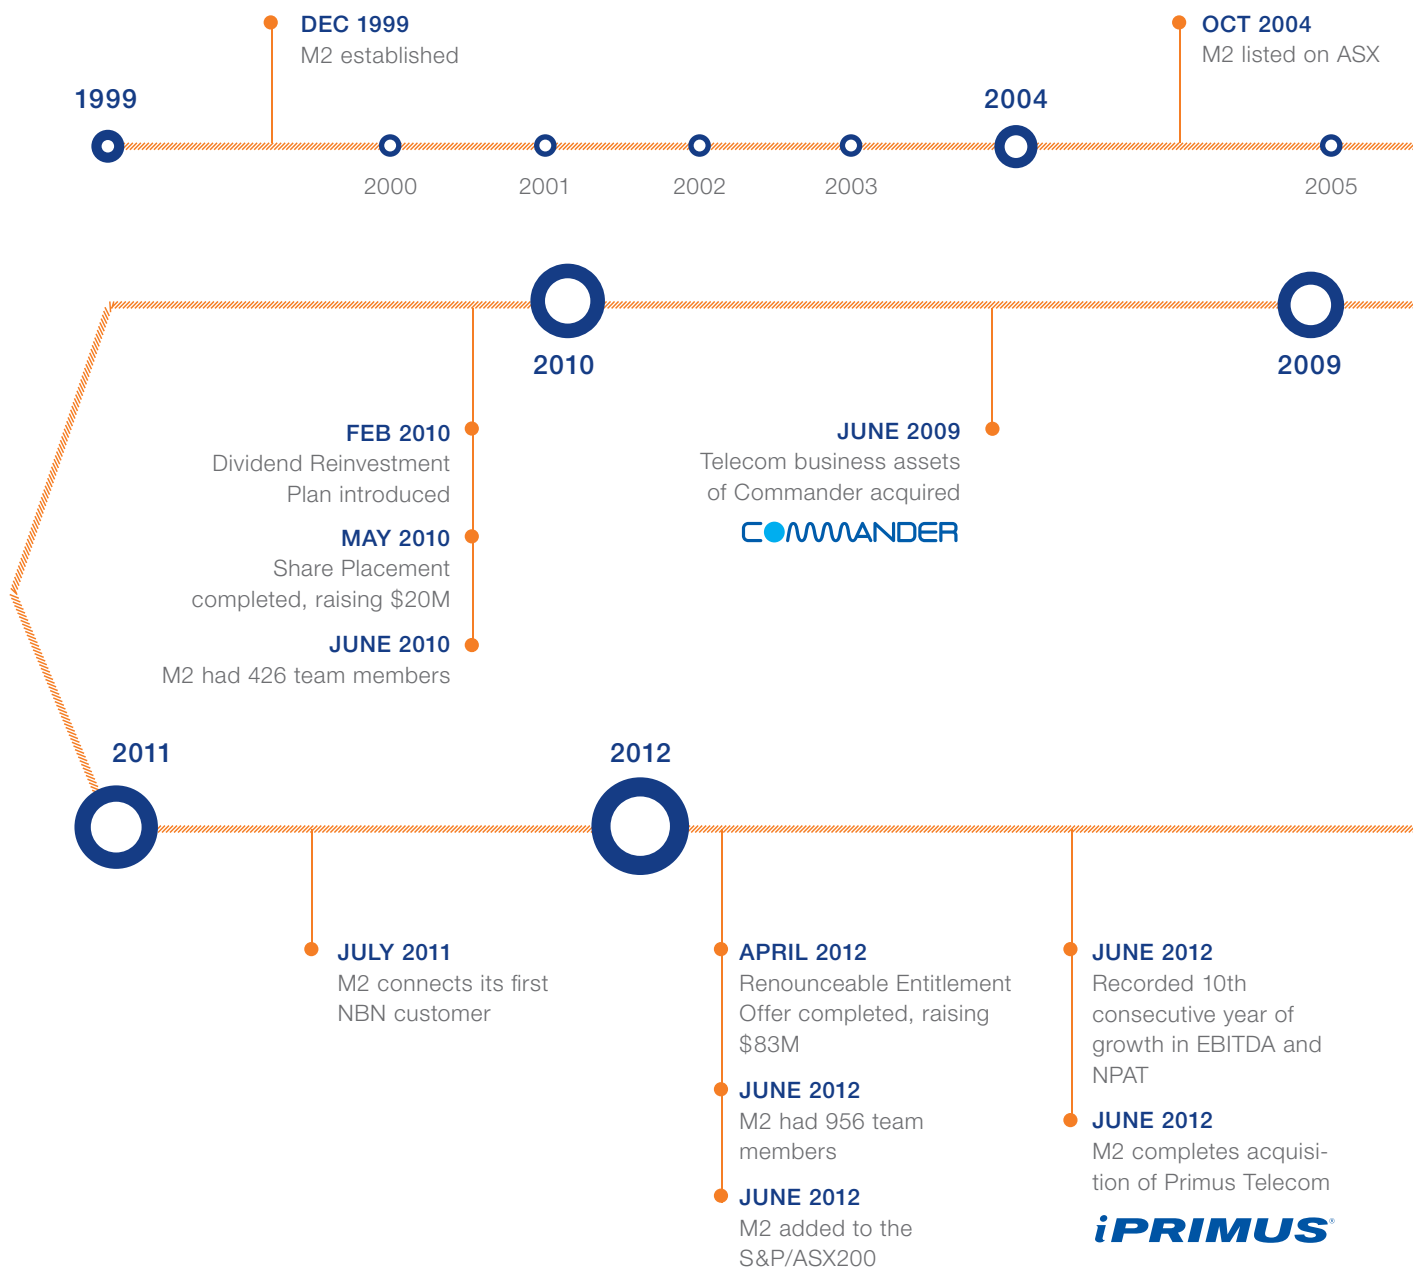 DEC 1999
M2 established
OCT 2004
M2 listed on ASX
1999
2004
2000
2001
2002
2003
2005
2010
2009
FEB 2010
Dividend Reinvestment
Plan introduced
MAY 2010
Share Placement
completed, raising $20M
JUNE 2010
M2 had 426 team members
JUNE 2009
Telecom business assets
of Commander acquired
COMMANDER
2011
2012
JULY 2011
M2 connects its first
NBN customer
APRIL 2012
Renounceable Entitlement
Offer completed, raising
$83M
JUNE 2012
M2 had 956 team
members
JUNE 2012
M2 added to the
S&P/ASX200
JUNE 2012
Recorded 10th
consecutive year of
growth in EBITDA and
NPAT
JUNE 2012
M2 completes acquisi-
tion of Primus Telecom
iPRIMUS®